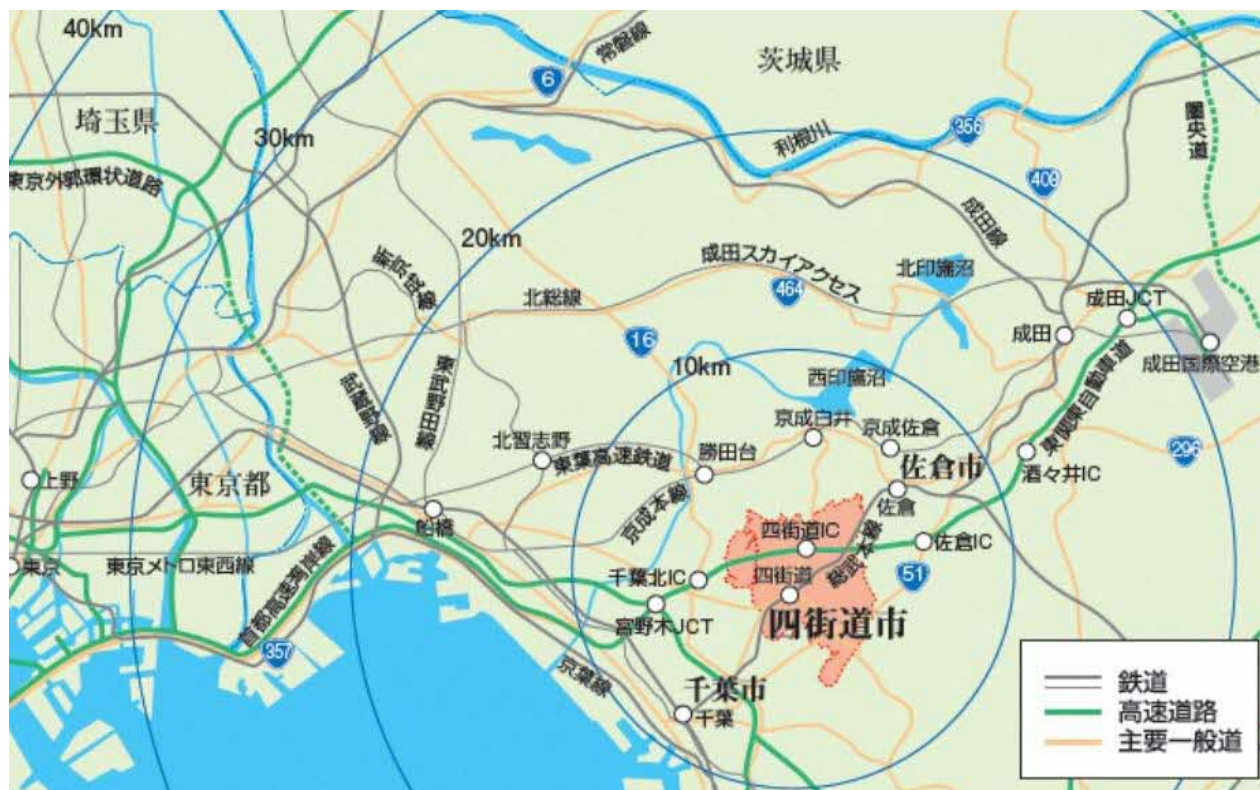 40km
常磐線
6
茨城県
埼玉県
30km
利根川
356
圏央道
東京外郭環状道路
408
成田線
20km
新京成線
成田スカイアクセス
北印旛沼
464
北総線
成田JCT
16
成田
成田国際空港
東武野田線
武蔵野線
10km
西印旛沼
東関東自動車道
京成臼井
京成佐倉
296
北習志野
東葉高速鉄道
勝田台
佐倉市
酒々井IC
上野
東京都
佐倉
船橋
京成本線
四街道IC
総武本線
佐倉IC
東京
東京メトロ東西線
首都高速湾岸線
千葉北IC
四街道
51
宮野木JCT
四街道市
357
京葉線
千葉市
千葉
鉄道
高速道路
主要一般道